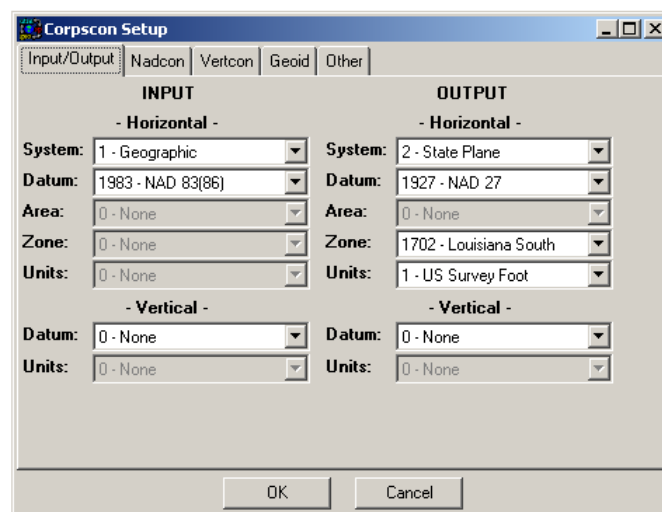 Corpscon Setup
Input/Output Nadcon Vertcon Geoid Other
INPUT
- Horizontal -
System: 1 - Geographic
Datum: 1983 - NAD 83(86)
Area: 0 - None
Zone: 0 - None
Units: 0 - None
- Vertical -
Datum: 0 - None
Units: 0 - None
OUTPUT
- Horizontal -
System: 2 - State Plane
Datum: 1927 - NAD 27
Area: 0 - None
Zone: 1702 - Louisiana South
Units: 1 - US Survey Foot
- Vertical -
Datum: 0 - None
Units: 0 - None
OK Cancel